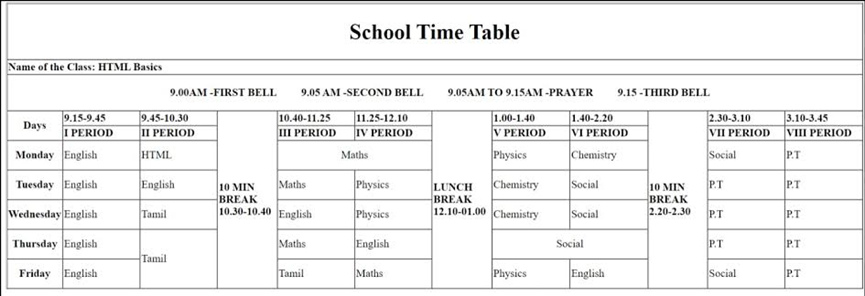 School Time Table
Name of the Class: HTML Basics
9.00AM -FIRST BELL 9.05 AM -SECOND BELL 9.05AM TO 9.15AM -PRAYER 9.15 -THIRD BELL
Days 9.15-9.45 9.45-10.30 10 MIN BREAK 10.30-10.40 10.40-11.25 11.25-12.10 LUNCH BREAK 12.10-01.00 1.00-1.40 1.40-2.20 10 MIN BREAK 2.20-2.30 2.30-3.10 3.10-3.45
I PERIOD II PERIOD III PERIOD IV PERIOD V PERIOD VI PERIOD VII PERIOD VIII PERIOD
Monday English HTML Maths Physics Chemistry Social P.T
Tuesday English English Maths Physics Chemistry Social P.T P.T
Wednesday English Tamil English Physics Chemistry Social P.T P.T
Thursday English Tamil Maths English Social P.T P.T
Friday English Tamil Maths Physics English Social P.T